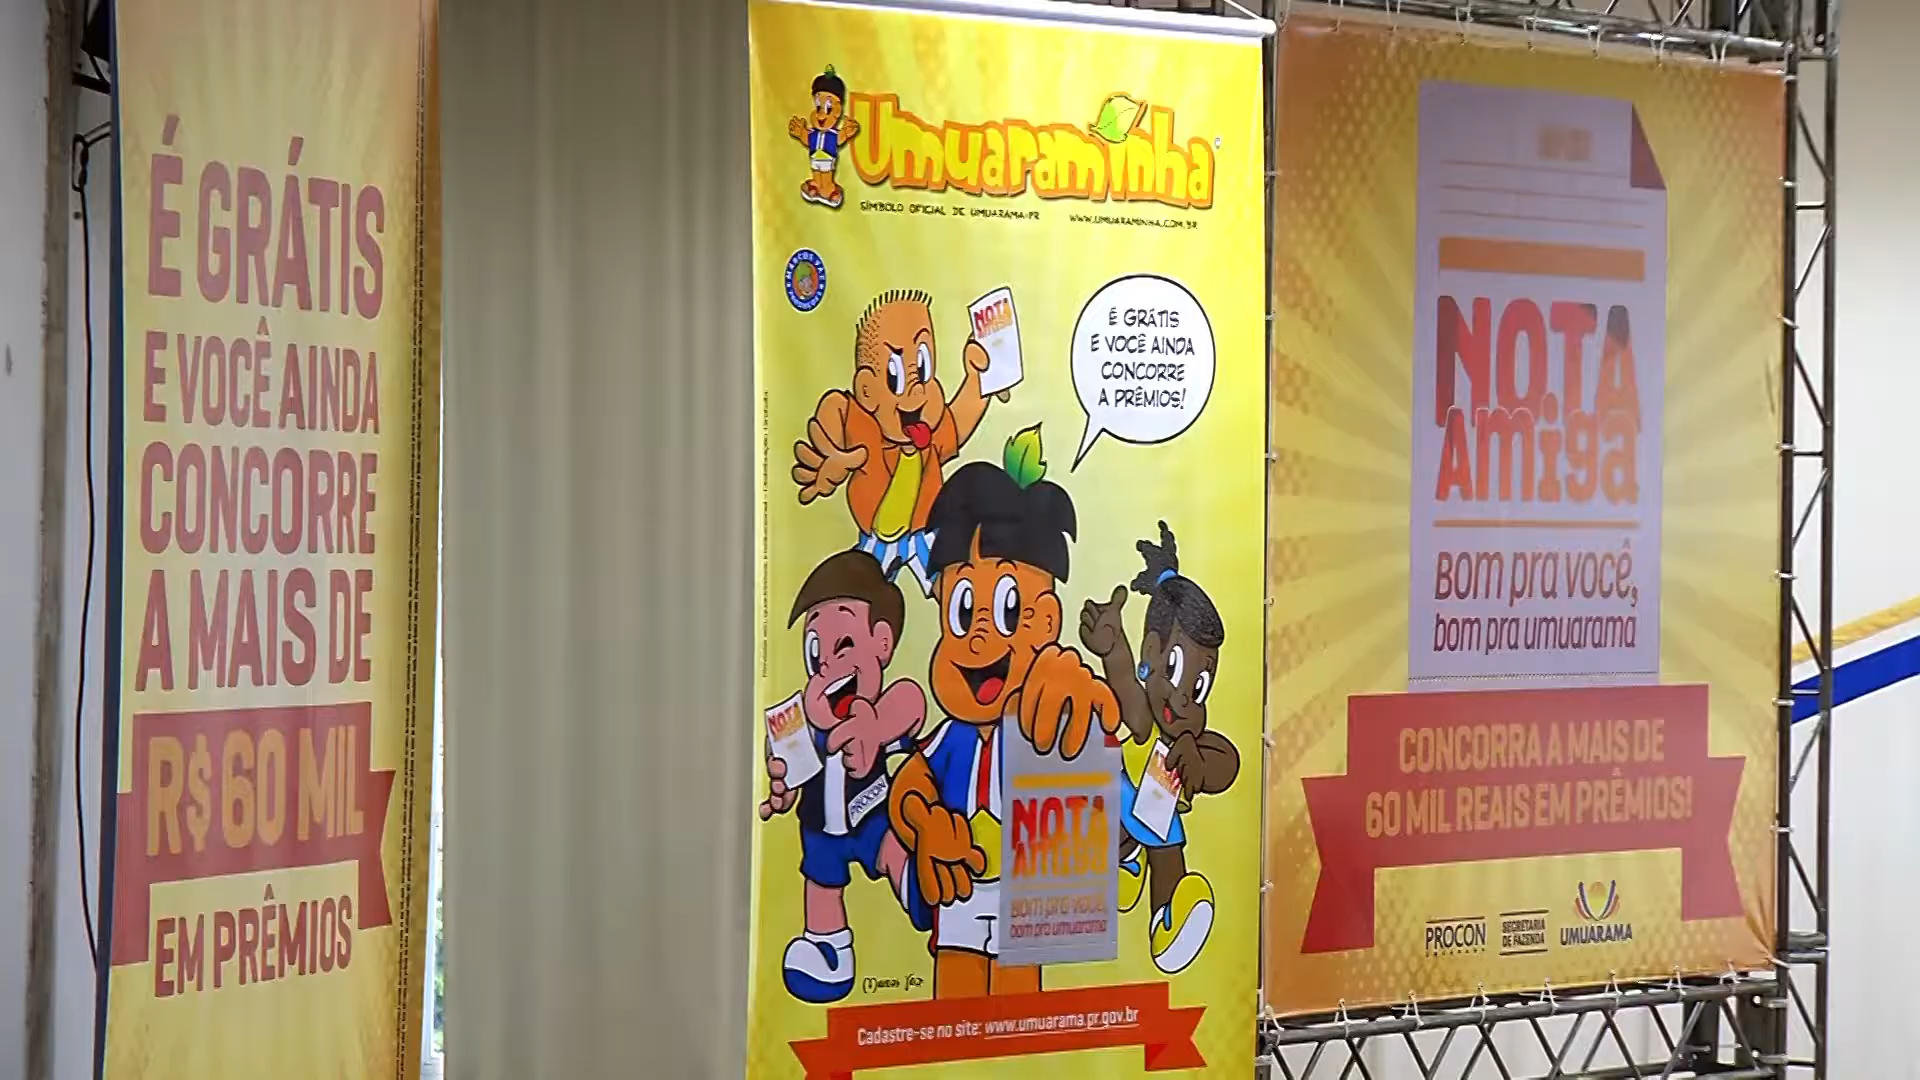 É GRÁTIS
E VOCÊ AINDA
CONCORRE
A MAIS DE
R$ 60 MIL
EM PRÊMIOS
Umuaraminha
SÍMBOLO OFICIAL DE UMUARAMA-PR
WWW.UMUARAMINHA.COM.BR
É GRÁTIS
E VOCÊ AINDA
CONCORRE
A PRÊMIOS!
NOTA
NOTA
PROCON
NOTA
AMIGA
BOM PRA VOCÊ,
bom pra umuarama
Marcos Vaz
Cadastre-se no site: www.umuarama.pr.gov.br
NOTA
AMIGA
BOM PRA VOCÊ,
bom pra umuarama
CONCORRA A MAIS DE
60 MIL REAIS EM PRÊMIOS!
PROCON
SECRETARIA
DE FAZENDA
UMUARAMA